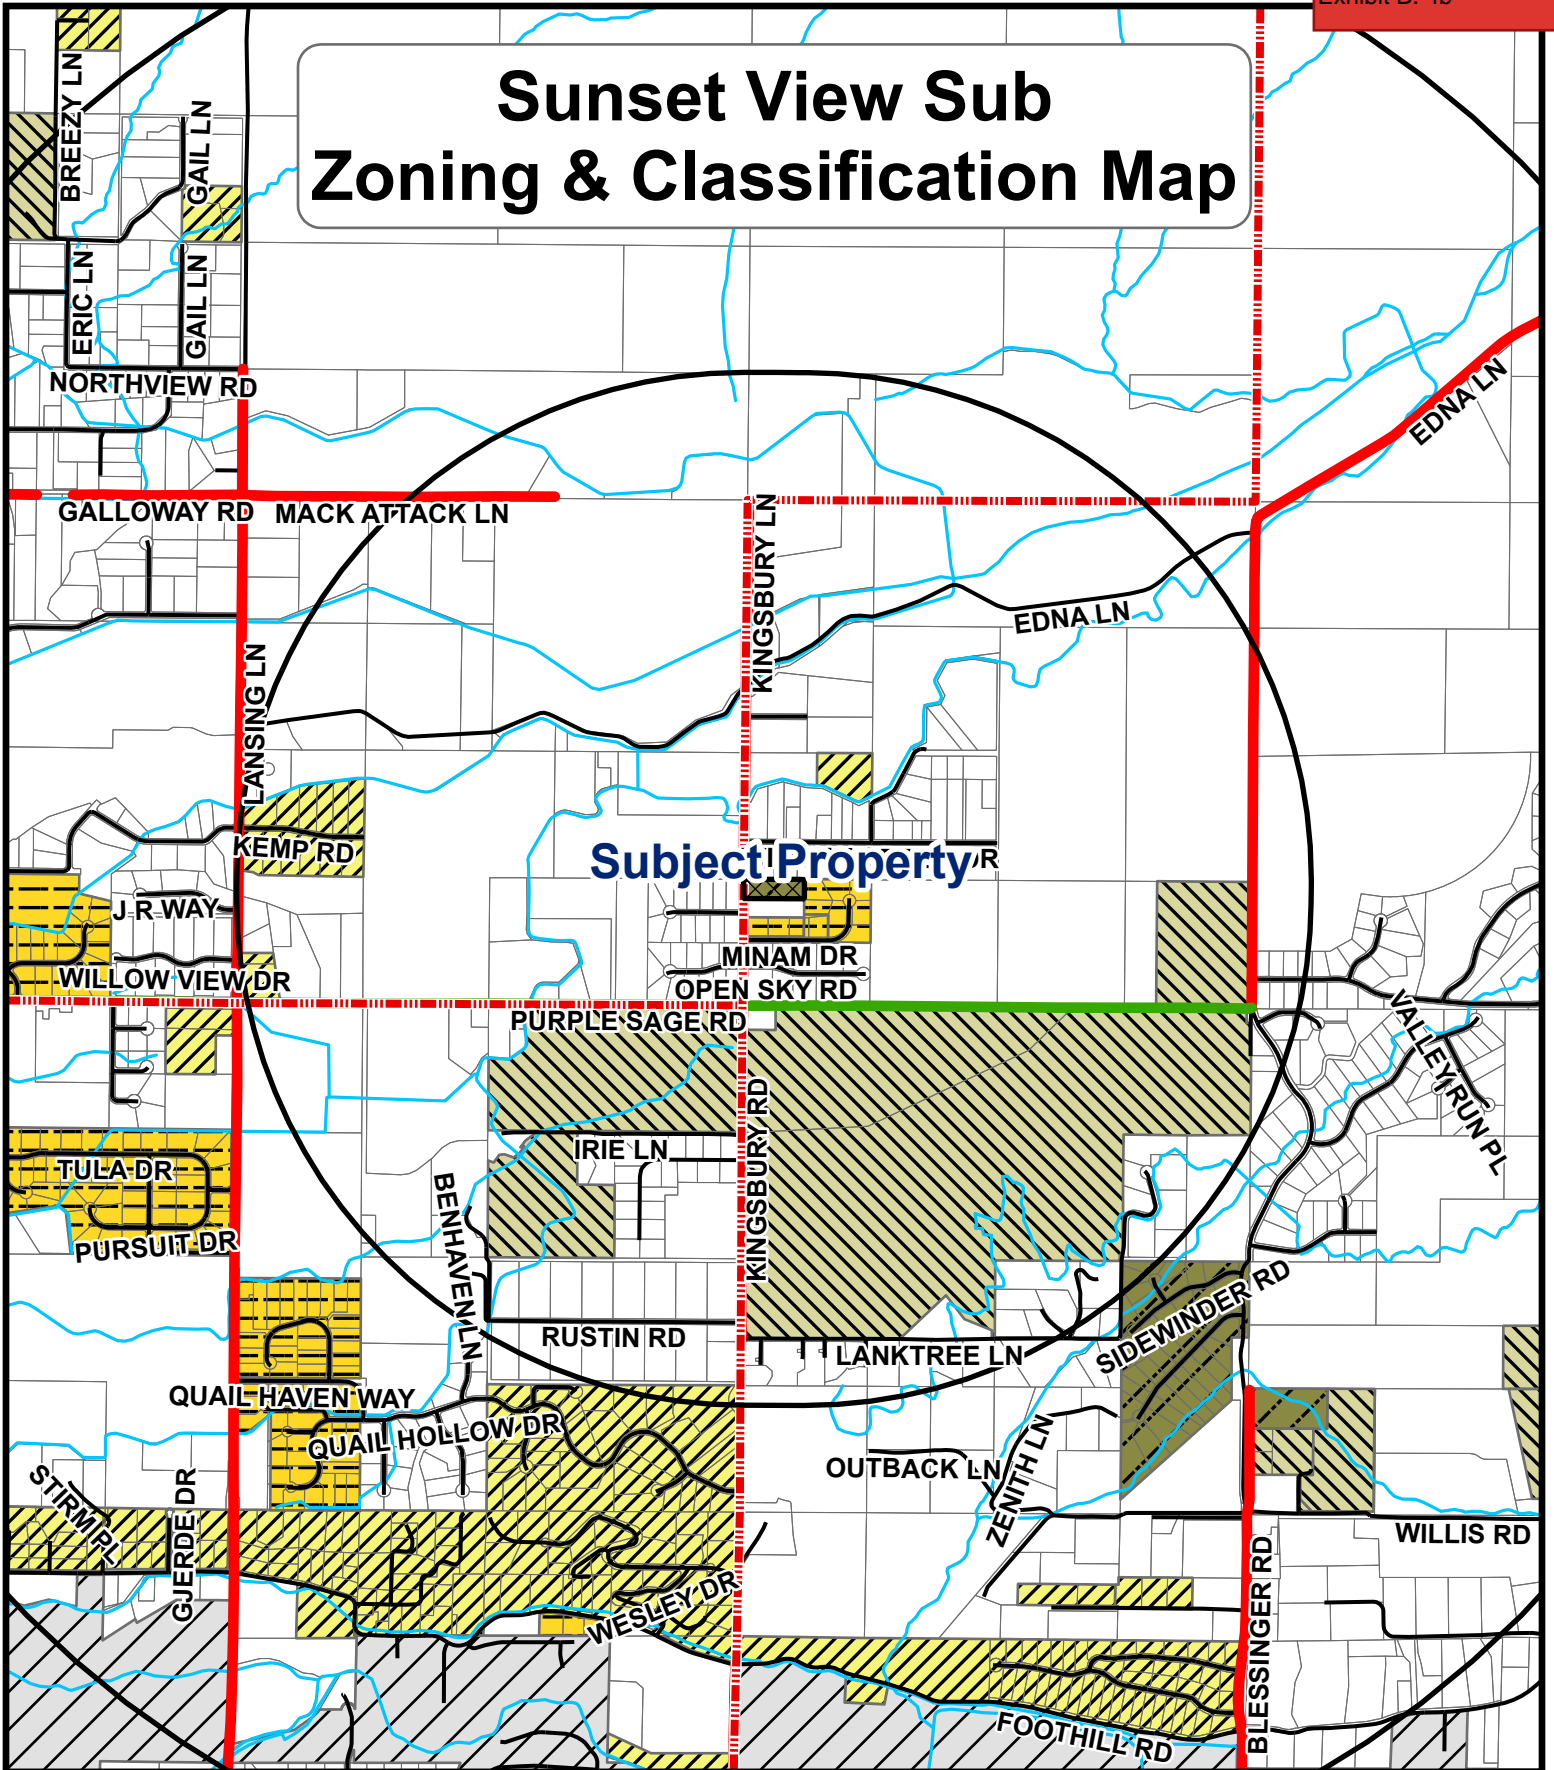 Exhibit B. 4b
Sunset View Sub
Zoning & Classification Map
BREEZY LN
GAIL LN
ERIC LN
GAIL LN
NORTHVIEW RD
EDNA LN
GALLOWAY RD
MACK ATTACK LN
KINGSBURY LN
EDNA LN
LANSING LN
KEMP RD
Subject Property
DR
J R WAY
MINAM DR
WILLOW VIEW DR
OPEN SKY RD
PURPLE SAGE RD
VALLEY RUN PL
KINGSBURY RD
IRIE LN
TULA DR
BENHAVEN LN
PURSUIT DR
SIDEWINDER RD
RUSTIN RD
LANKTREE LN
QUAIL HAVEN WAY
QUAIL HOLLOW DR
ZENITH LN
OUTBACK LN
STIRM PL
GJERDE DR
WILLIS RD
WESLEY DR
BLESSINGER RD
FOOTHILL RD